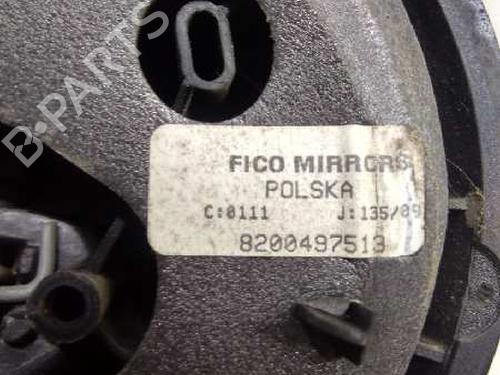 B-PARTS
FICO MIRRORS
POLSKA
C:0111 J:135/09
8200497513